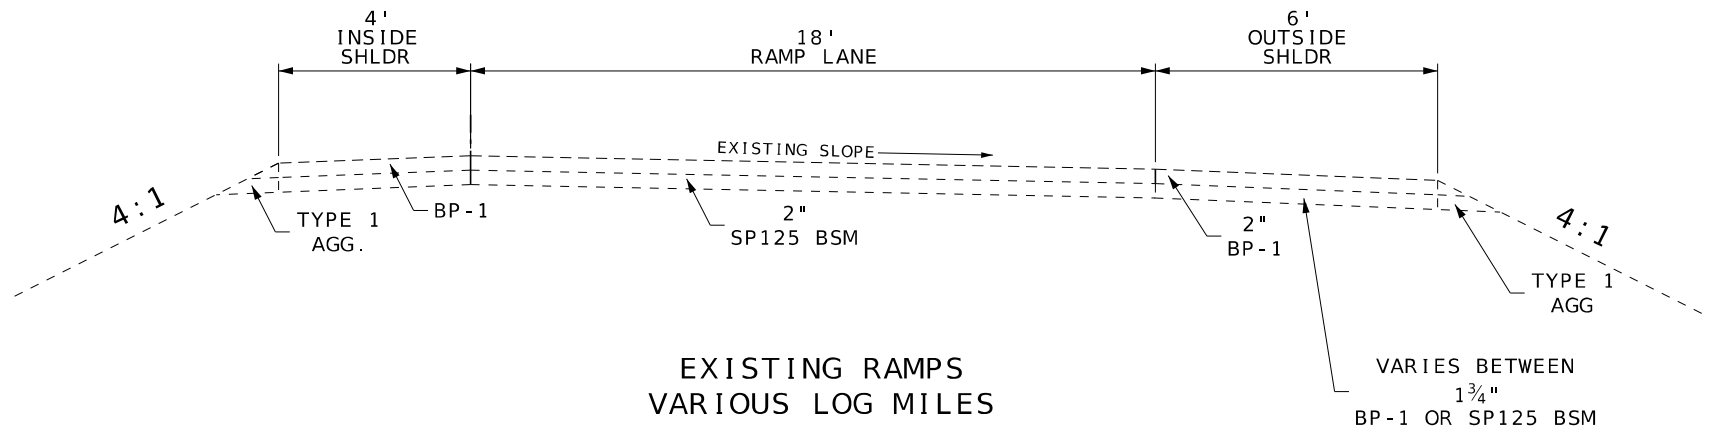 4'
INSIDE
SHLDR
18'
RAMP LANE
6'
OUTSIDE
SHLDR
EXISTING SLOPE
4:1
TYPE 1
AGG.
BP-1
2"
SP125 BSM
2"
BP-1
4:1
TYPE 1
AGG
VARIES BETWEEN
1¾"
BP-1 OR SP125 BSM
EXISTING RAMPS
VARIOUS LOG MILES